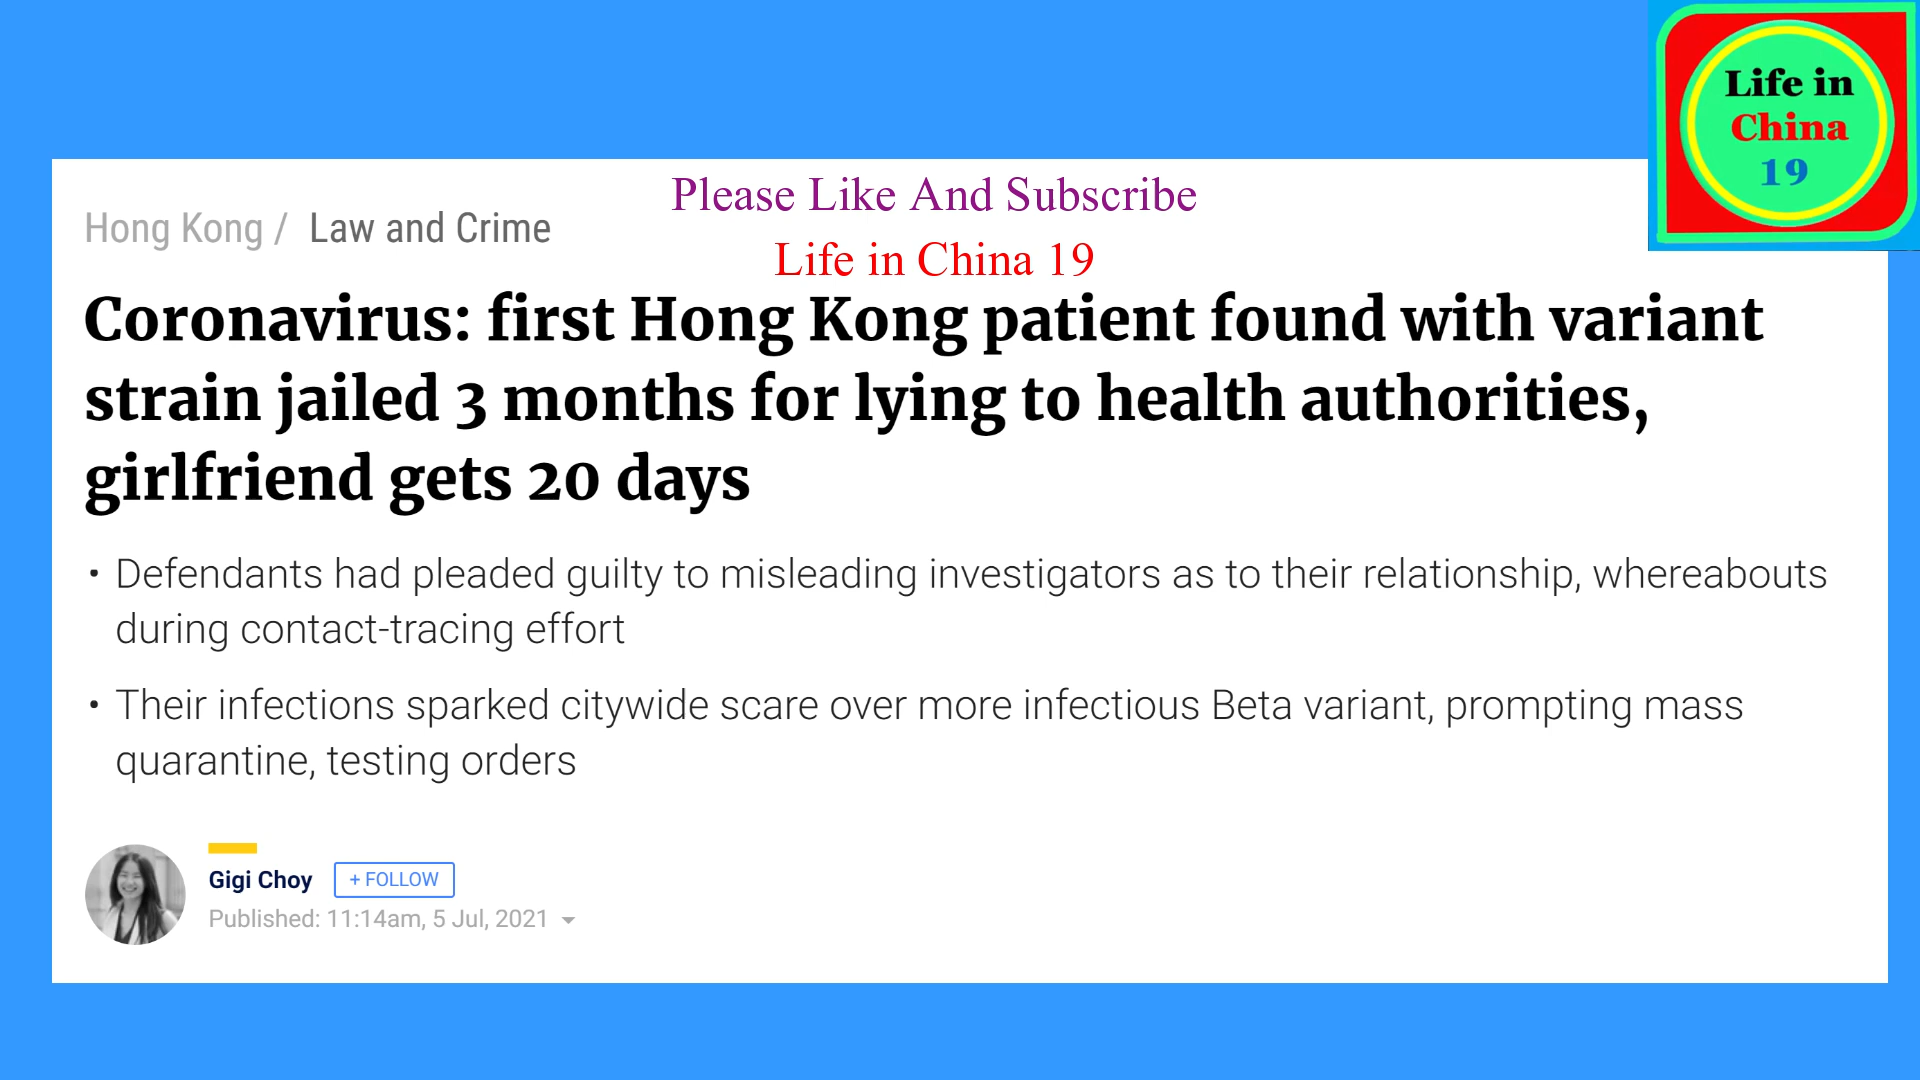 Life in
China
19
Please Like And Subscribe
Life in China 19
Hong Kong / Law and Crime
Coronavirus: first Hong Kong patient found with variant
strain jailed 3 months for lying to health authorities,
girlfriend gets 20 days
• Defendants had pleaded guilty to misleading investigators as to their relationship, whereabouts
during contact-tracing effort
• Their infections sparked citywide scare over more infectious Beta variant, prompting mass
quarantine, testing orders
Gigi Choy + FOLLOW
Published: 11:14am, 5 Jul, 2021